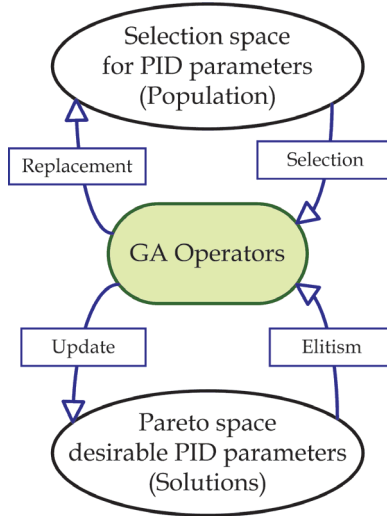 Selection space
for PID parameters
(Population)
Replacement
Selection
GA Operators
Update
Elitism
Pareto space
desirable PID parameters
(Solutions)